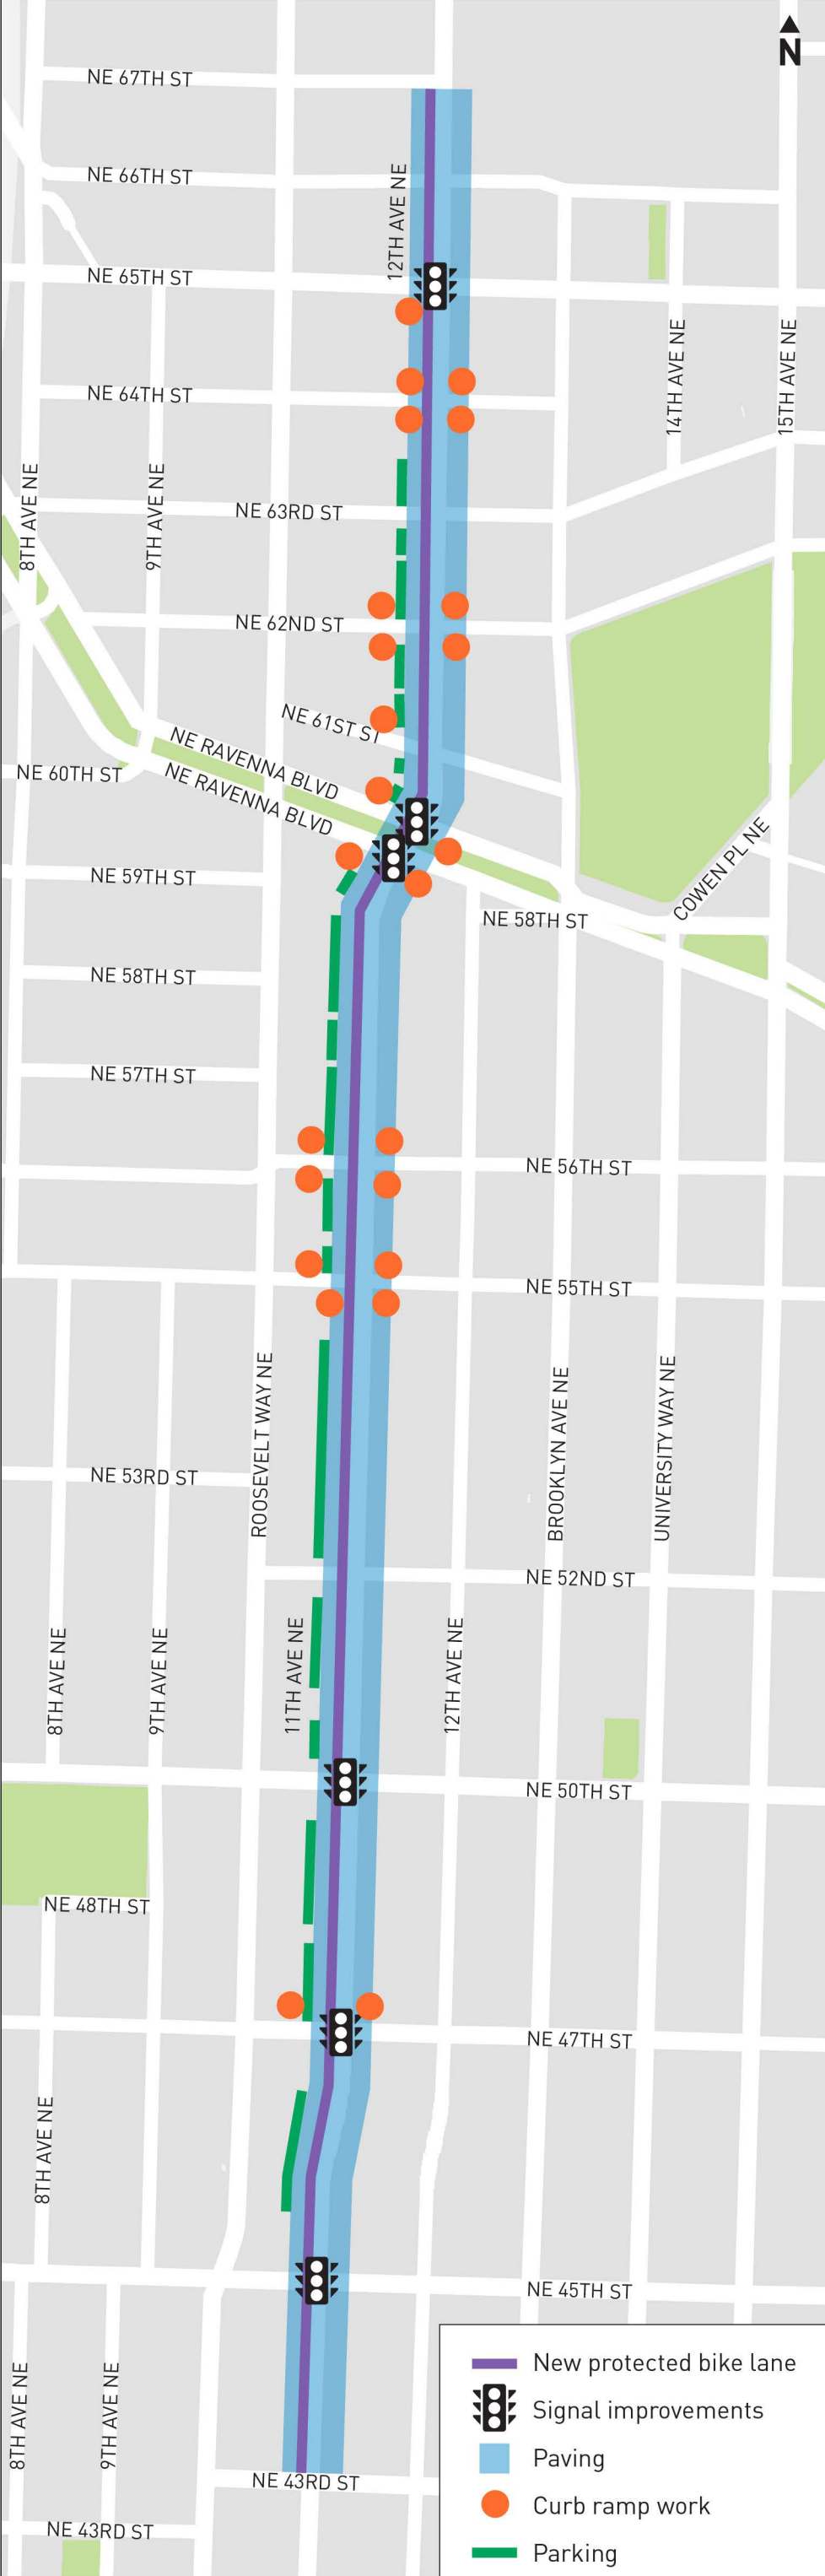 N
NE 67TH ST
NE 66TH ST
12TH AVE NE
NE 65TH ST
14TH AVE NE
15TH AVE NE
NE 64TH ST
8TH AVE NE
9TH AVE NE
NE 63RD ST
NE 62ND ST
NE 61ST ST
NE RAVENNA BLVD
NE RAVENNA BLVD
NE 60TH ST
COWEN PL NE
NE 59TH ST
NE 58TH ST
NE 58TH ST
NE 57TH ST
NE 56TH ST
NE 55TH ST
ROOSEVELT WAY NE
BROOKLYN AVE NE
UNIVERSITY WAY NE
NE 53RD ST
NE 52ND ST
8TH AVE NE
9TH AVE NE
11TH AVE NE
12TH AVE NE
NE 50TH ST
NE 48TH ST
NE 47TH ST
8TH AVE NE
NE 45TH ST
8TH AVE NE
9TH AVE NE
NE 43RD ST
NE 43RD ST
New protected bike lane
Signal improvements
Paving
Curb ramp work
Parking